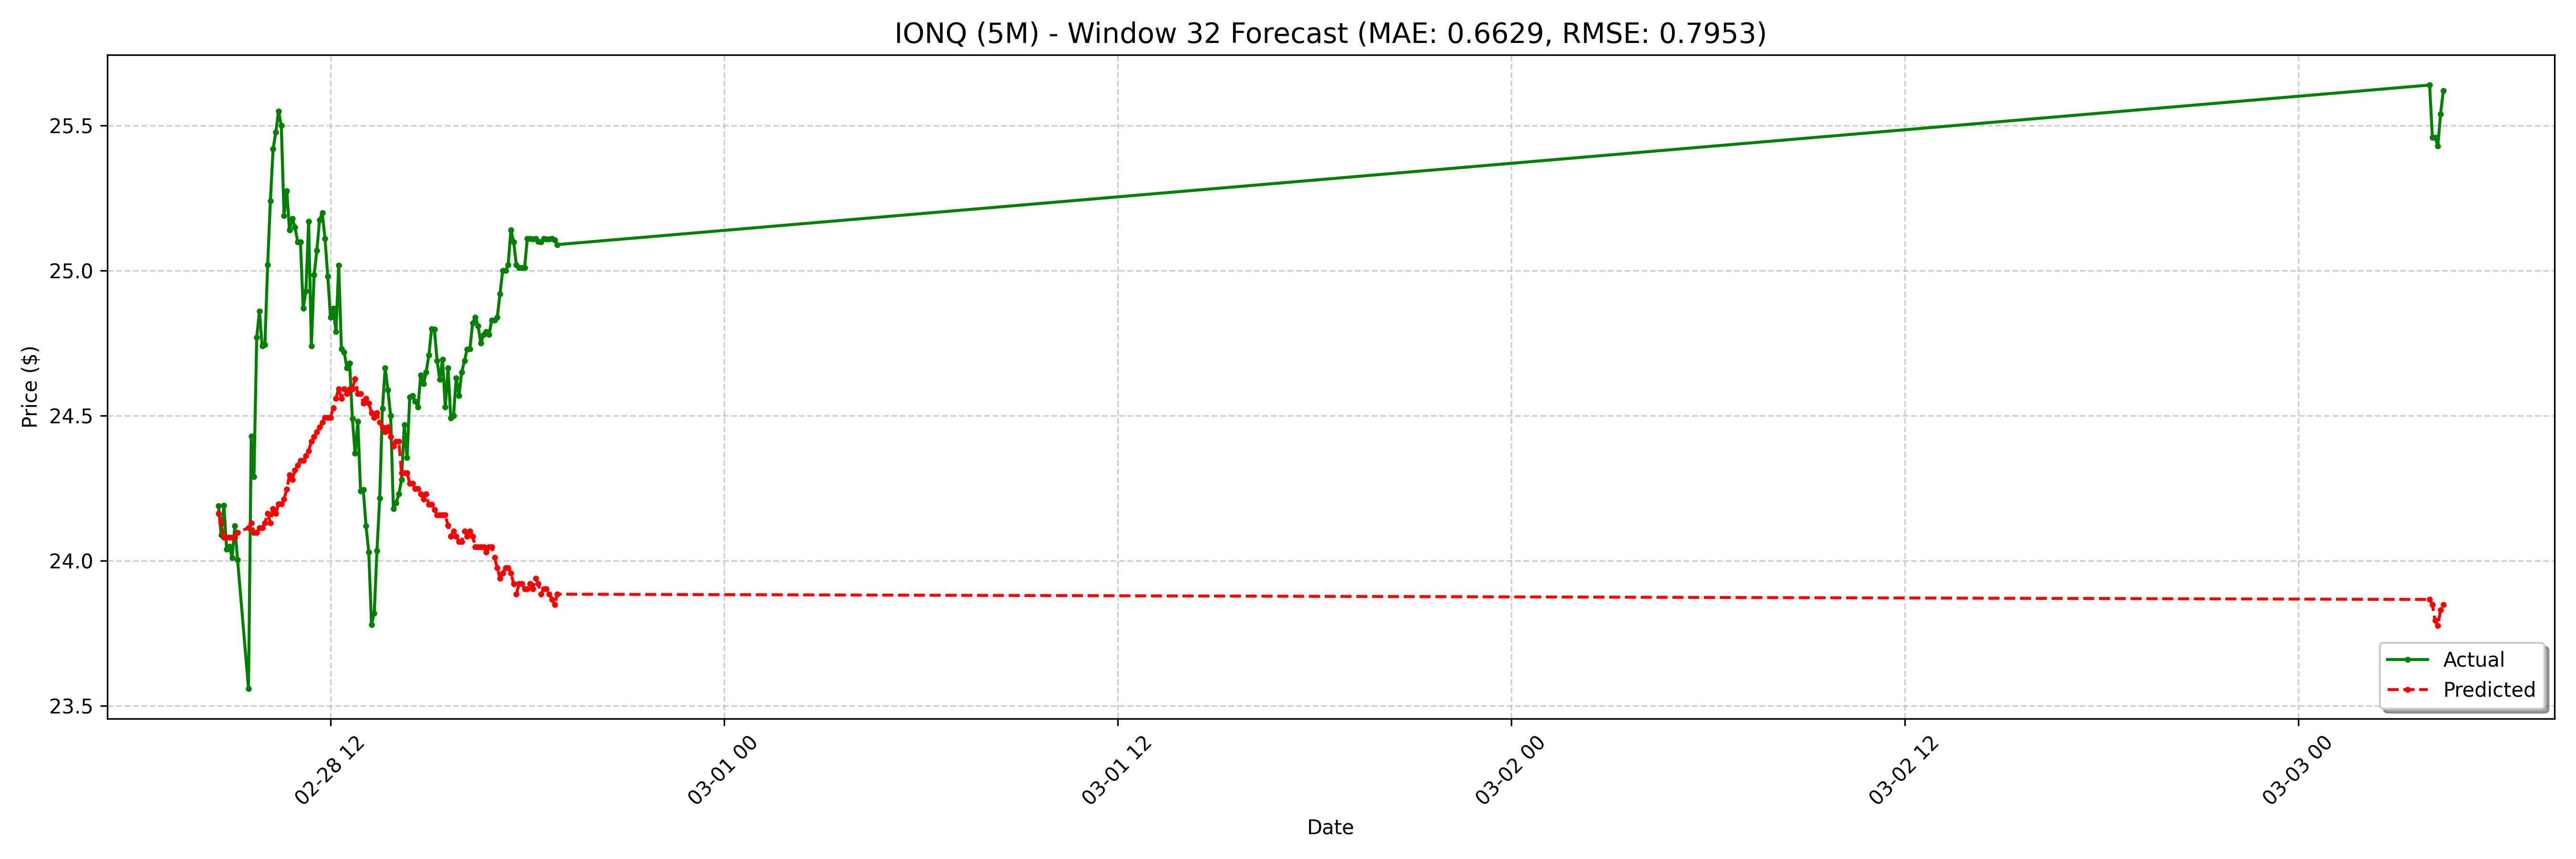 IONQ (5M) - Window 32 Forecast (MAE: 0.6629, RMSE: 0.7953)
Price ($)
25.5
25.0
24.5
24.0
23.5
Actual
Predicted
02-28 12
03-01 00
03-01 12
03-02 00
03-02 12
03-03 00
Date